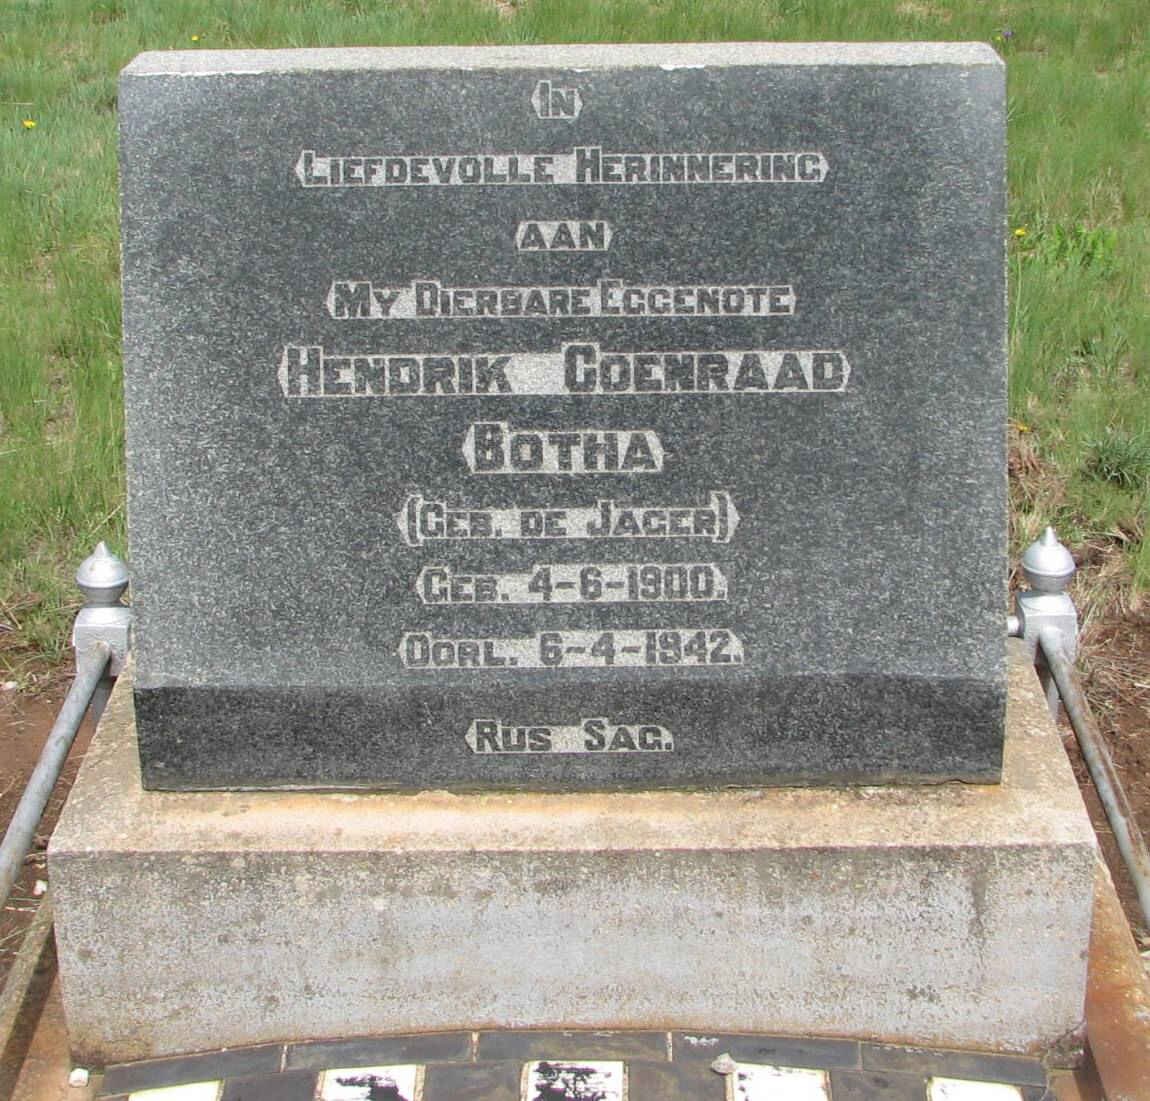 IN
LIEFDEVOLLE HERINNERING
AAN
MY DIERBARE EGGENOTE
HENDRIK COENRAAD
BOTHA
(GEB. DE JAGER)
GEB. 4-6-1900.
OORL. 6-4-1942.
RUS SAG.